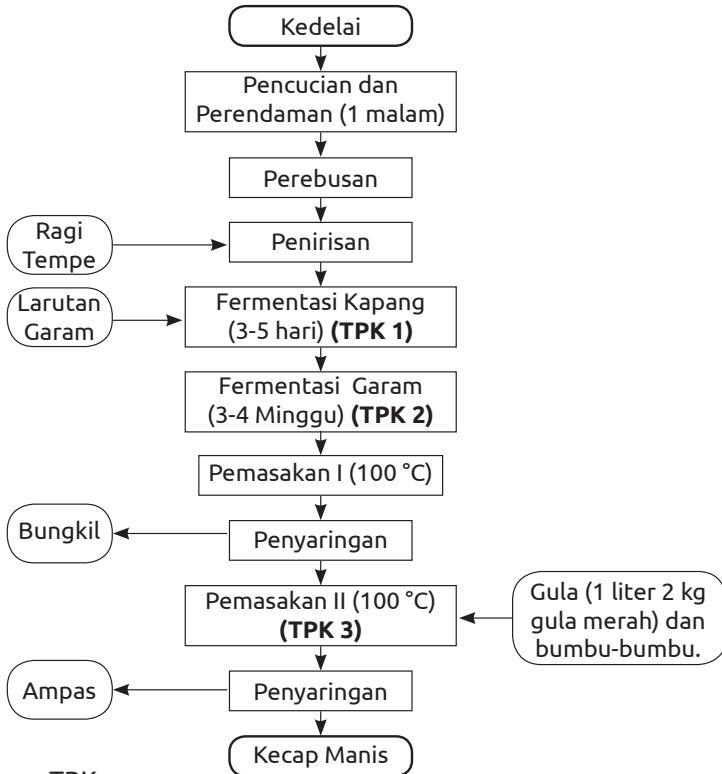 Kedelai
Pencucian dan
Perendaman (1 malam)
Perebusan
Ragi
Tempe
Penirisan
Larutan
Garam
Fermentasi Kapang
(3-5 hari) (TPK 1)
Fermentasi Garam
(3-4 Minggu) (TPK 2)
Pemasakan I (100 °C)
Bungkil
Penyaringan
Pemasakan II (100 °C)
(TPK 3)
Gula (1 liter 2 kg
gula merah) dan
bumbu-bumbu.
Ampas
Penyaringan
Kecap Manis